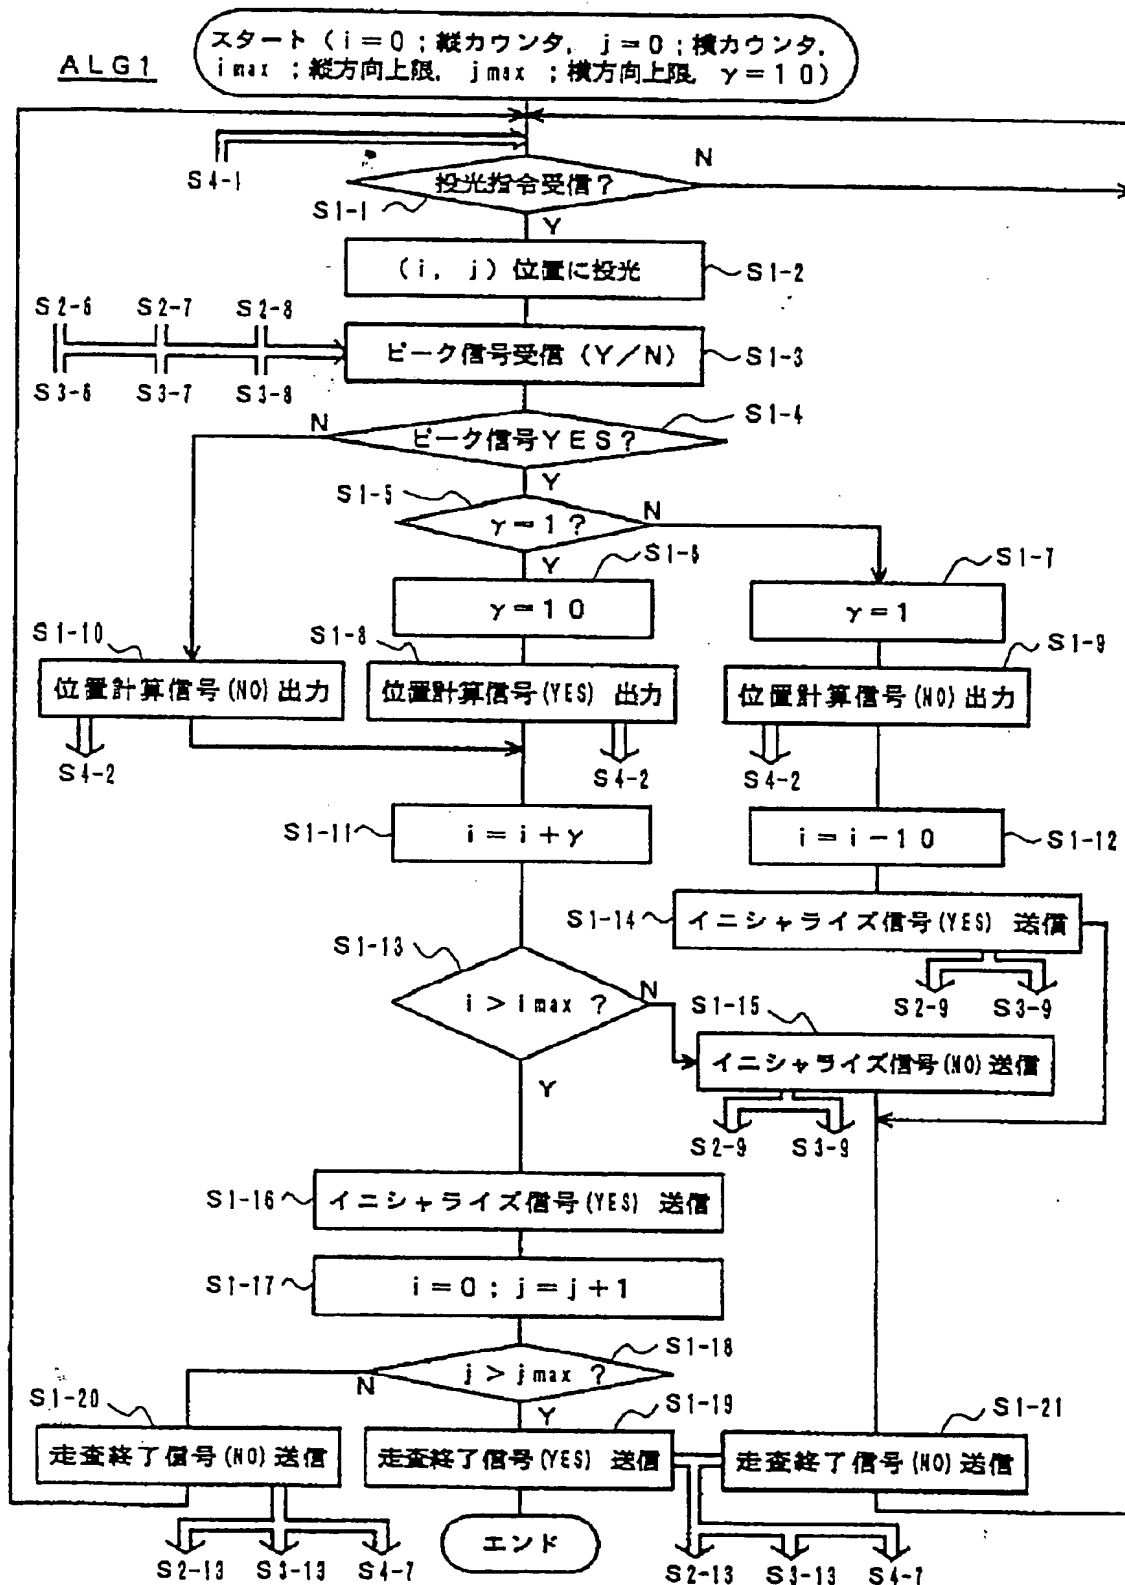 ALG1
スタート (i=0;縦カウンタ, j=0;横カウンタ,
imax ;縦方向上限, jmax ;横方向上限, γ=10)
S4-1
N
投光指令受信?
S1-1
Y
(i, j) 位置に投光
S1-2
S2-6
S2-7
S2-8
ピーク信号受信 (Y/N)
S1-3
S3-6
S3-7
S3-8
S1-4
N
ピーク信号YES?
Y
S1-5
γ=1?
N
Y
S1-6
S1-7
γ=10
γ=1
S1-10
S1-8
S1-9
位置計算信号(NO)出力
位置計算信号(YES) 出力
位置計算信号(NO)出力
S4-2
S4-2
S4-2
S1-11
i=i+γ
i=i-10
S1-12
S1-14
イニシャライズ信号(YES) 送信
S1-13
S2-9
S3-9
i>imax ?
N
S1-15
イニシャライズ信号(NO)送信
Y
S2-9
S3-9
S1-16
イニシャライズ信号(YES) 送信
S1-17
i=0;j=j+1
S1-18
j>jmax ?
N
Y
S1-20
S1-19
S1-21
走査終了信号(NO)送信
走査終了信号(YES) 送信
走査終了信号(NO)送信
エンド
S2-13
S3-13
S4-7
S2-13
S3-13
S4-7